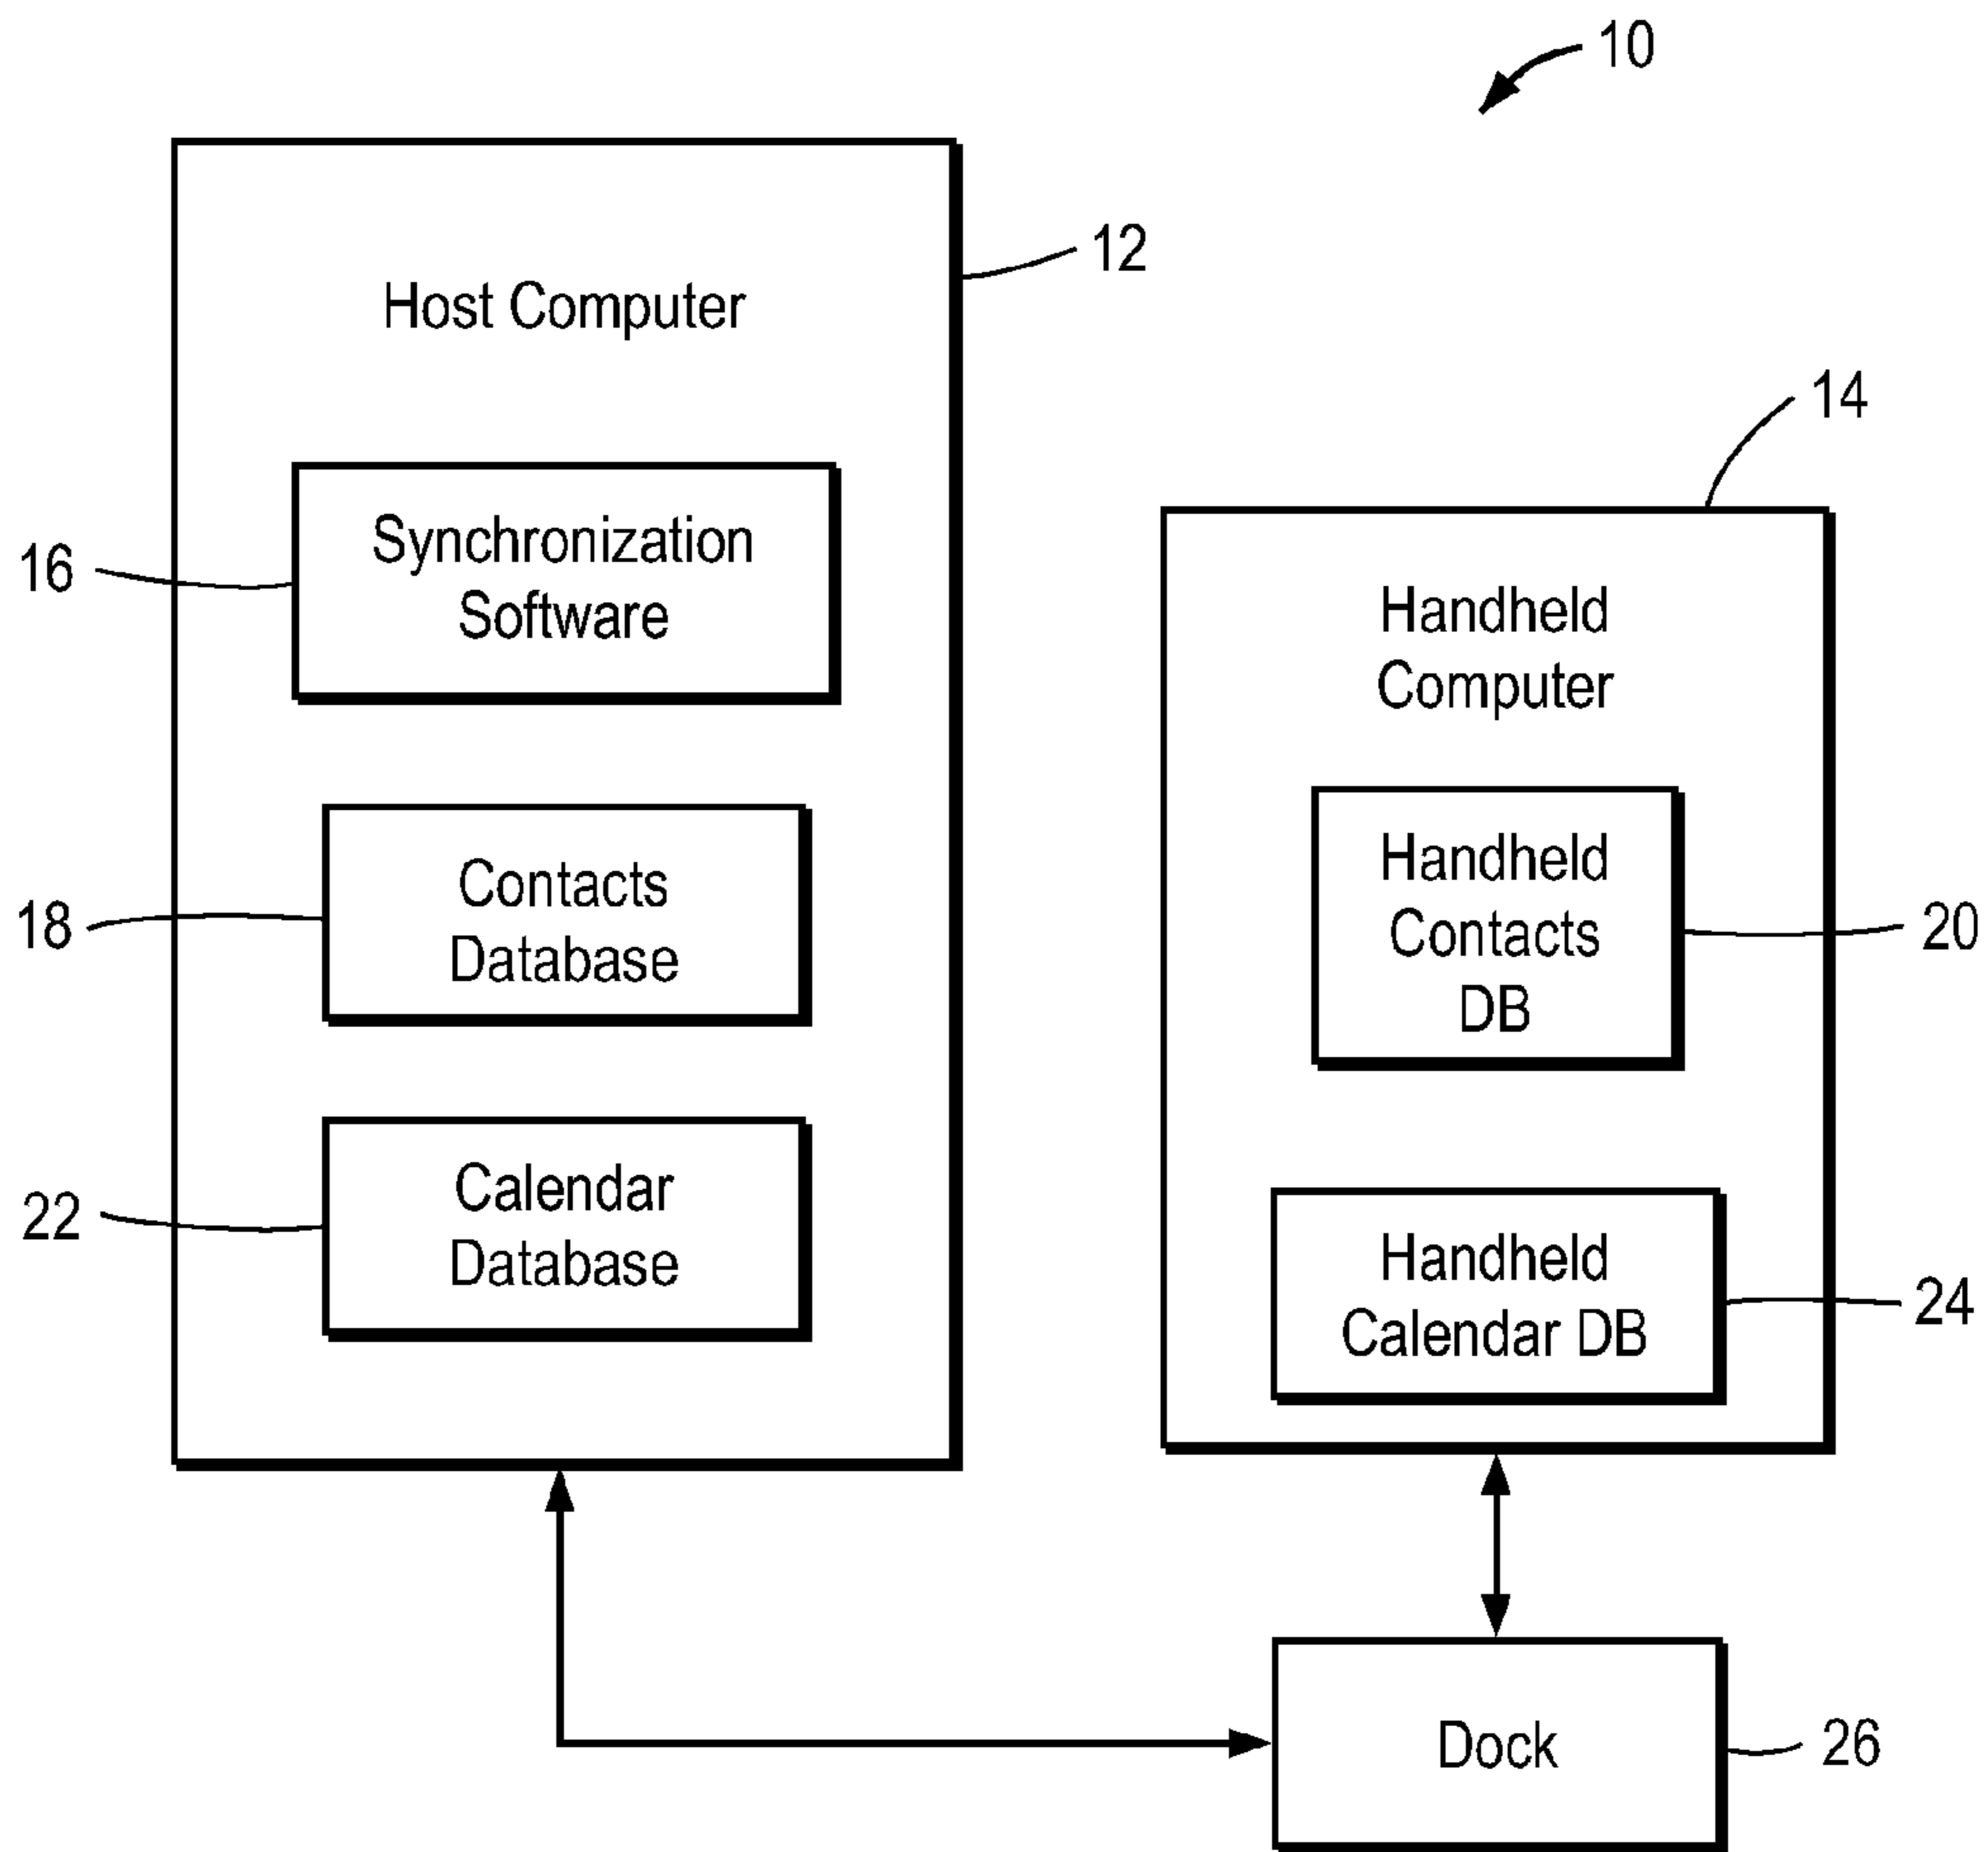 10
12
Host Computer
14
16
Synchronization
Software
Handheld
Computer
18
Contacts
Database
Handheld
Contacts
DB
20
22
Calendar
Database
Handheld
Calendar DB
24
Dock
26